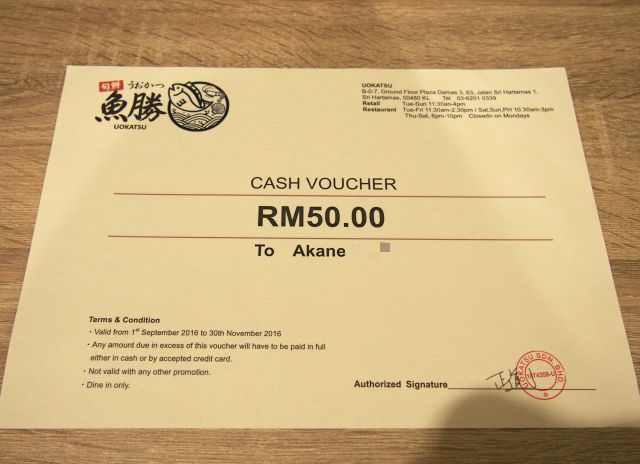 旬鮮 うおかつ
魚勝
UOKATSU
UOKATSU
B-0-7, Ground Floor Plaza Damas 3, 63, Jalan Sri Hartamas 1,
Sri Hartamas, 50480 KL Tel 03-6201 0339
Retail Tue-Sun 11:30am-4pm
Restaurant Tue-Fri 11.30am-2.30pm / Sat,Sun,PH 10.30am-3pm
Thu-Sat, 6pm-10pm Closedon on Mondays
CASH VOUCHER
RM50.00
To Akane
Terms & Condition
・Valid from 1st September 2016 to 30th November 2016
・Any amount due in excess of this voucher will have to be paid in full
either in cash or by accepted credit card.
・Not valid with any other promotion.
・Dine in only.
Authorized Signature
UOKATSU SDN. BHD.
1074358-U